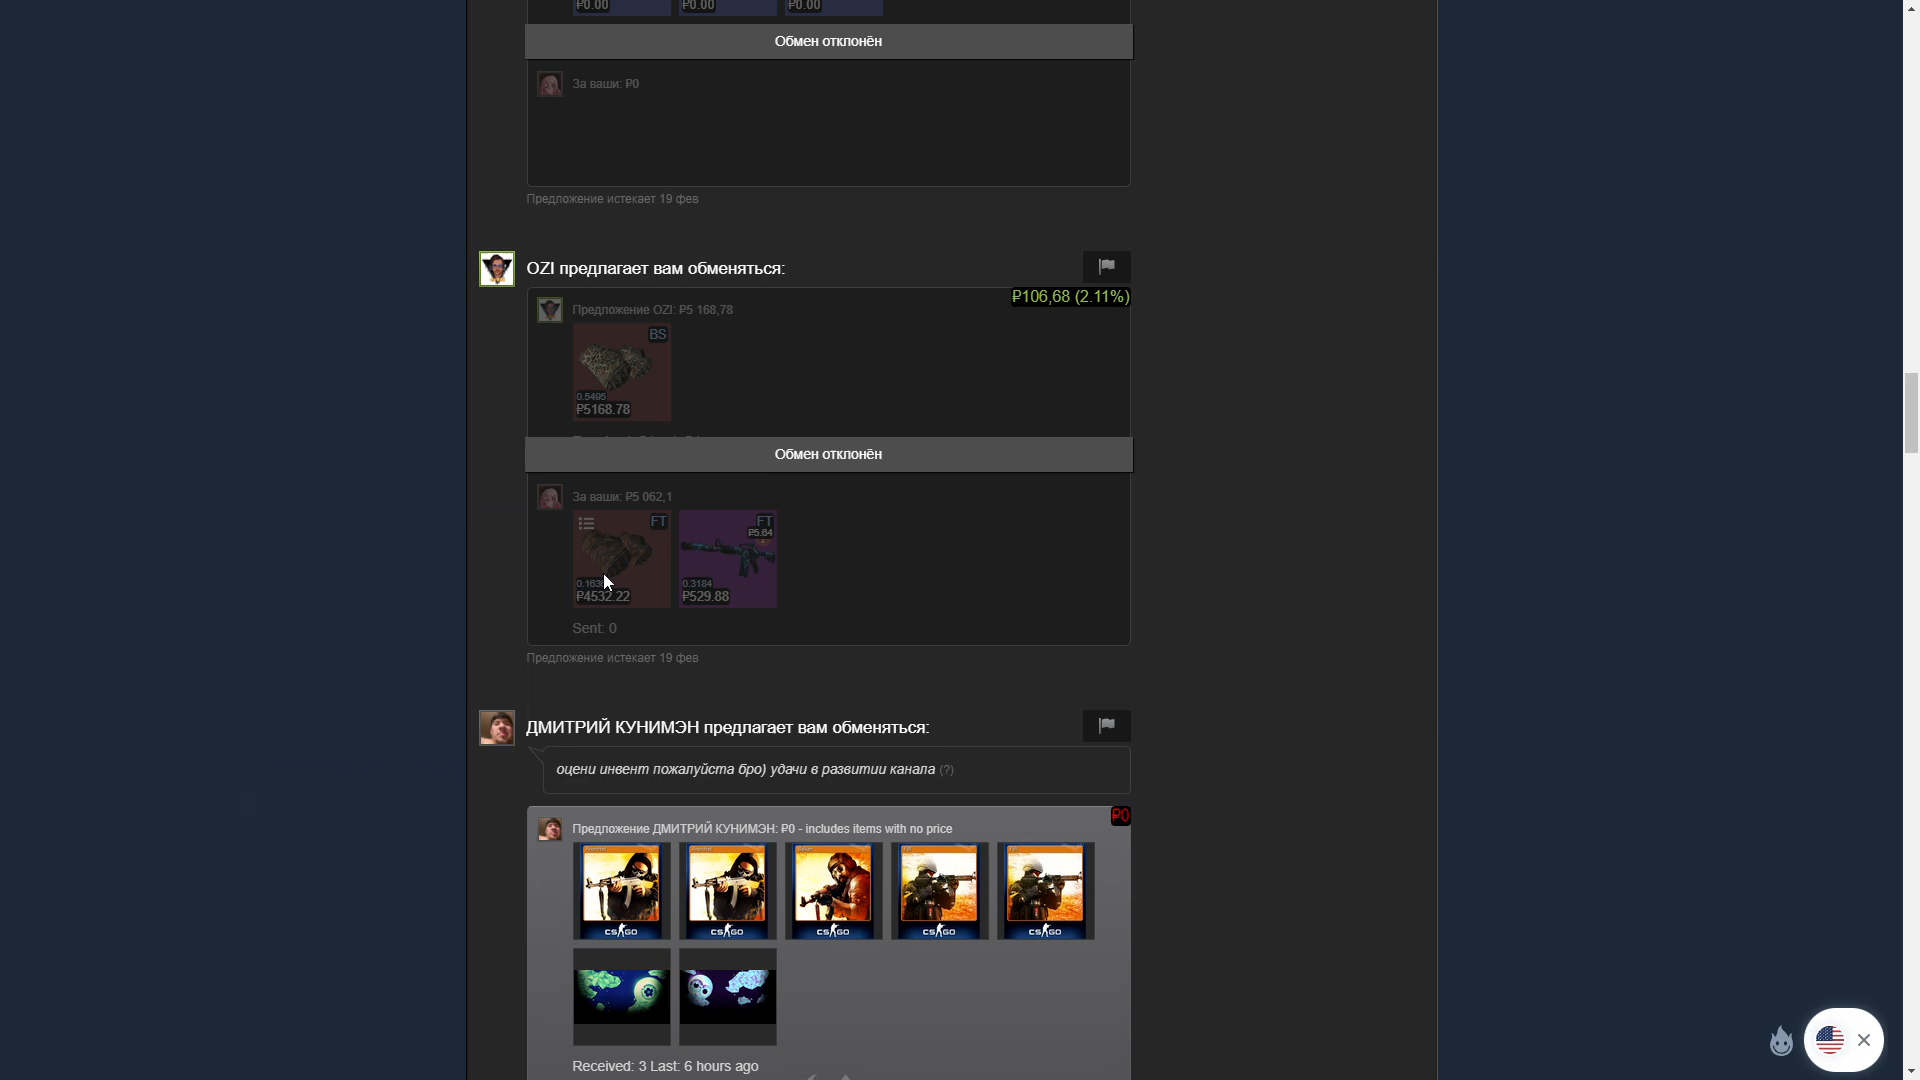 ₽0.00 ₽0.00 ₽0.00
Обмен отклонён
За ваши: ₽0
Предложение истекает 19 фев
OZI предлагает вам обменяться:
₽106,68 (2.11%)
Предложение OZI: ₽5 168,78
BS
0.5495
₽5168.78
Обмен отклонён
За ваши: ₽5 062,1
FT FT
₽5.64
0.163 0.3184
₽4532.22 ₽529.88
Sent: 0
Предложение истекает 19 фев
ДМИТРИЙ КУНИМЭН предлагает вам обменяться:
оцени инвент пожалуйста бро) удачи в развитии канала (?)
₽0
Предложение ДМИТРИЙ КУНИМЭН: ₽0 - includes items with no price
CS GO CS GO CS GO CS GO CS GO
Received: 3 Last: 6 hours ago